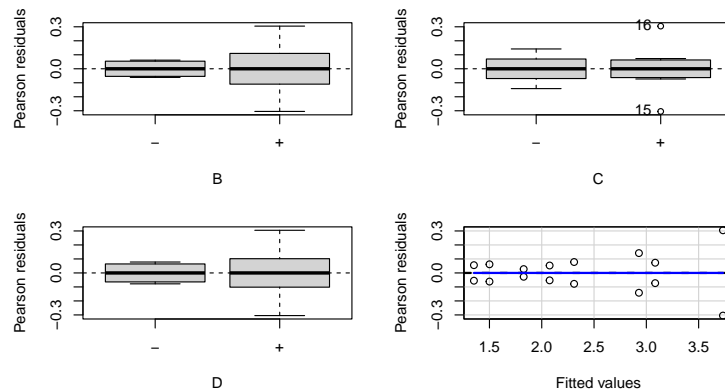 Pearson residuals
0.3
0.0
−0.3
− +
B
Pearson residuals
0.3
0.0
−0.3
16
15
− +
C
Pearson residuals
0.3
0.0
−0.3
− +
D
Pearson residuals
0.3
0.0
−0.3
1.5 2.0 2.5 3.0 3.5
Fitted values